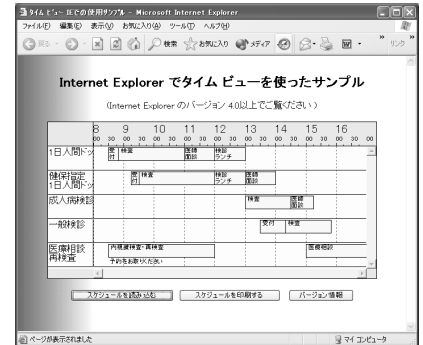 タイム ビュー IEでの使用サンプル - Microsoft Internet Explorer
ファイル(F) 編集(E) 表示(V) お気に入り(A) ツール(T) ヘルプ(H)
戻る 検索 お気に入り メディア リンク
Internet Explorer でタイム ビューを使ったサンプル
(Internet Explorer のバージョン 4.0以上でご覧ください)
8 9 10 11 12 13 14 15 16
00 30 00 30 00 30 00 30 00 30 00 30 00 30 00 30 00
1日人間ドッ 受付 検査 医師面談 検診ランチ
健保指定 1日人間ドッ 受付 検査 検診ランチ 医師面談
成人病検診 検査 医師面談
一般検診 受付 検査
医療相談 再検査 内視鏡検査・再検査 医療相談
予約をお取りください
スケジュールを読み込む スケジュールを印刷する バージョン情報
ページが表示されました マイ コンピュータ